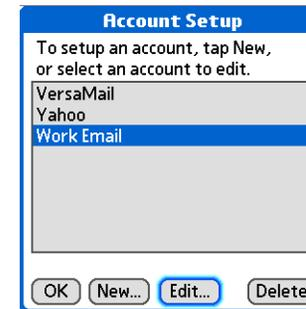 Account Setup
To setup an account, tap New,
or select an account to edit.
VersaMail
Yahoo
Work Email
OK New... Edit... Delete